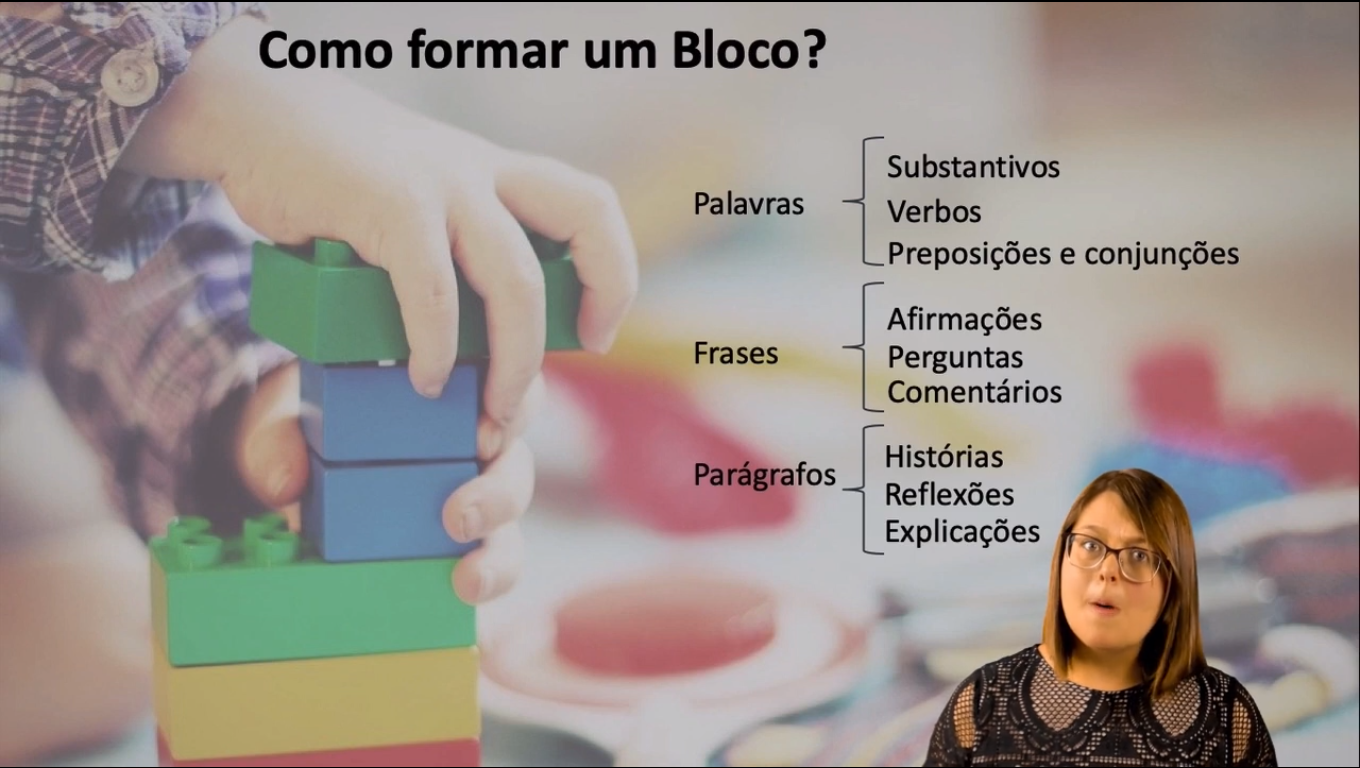 Como formar um Bloco?
Palavras
Substantivos
Verbos
Preposições e conjunções
Frases
Afirmações
Perguntas
Comentários
Parágrafos
Histórias
Reflexões
Explicações